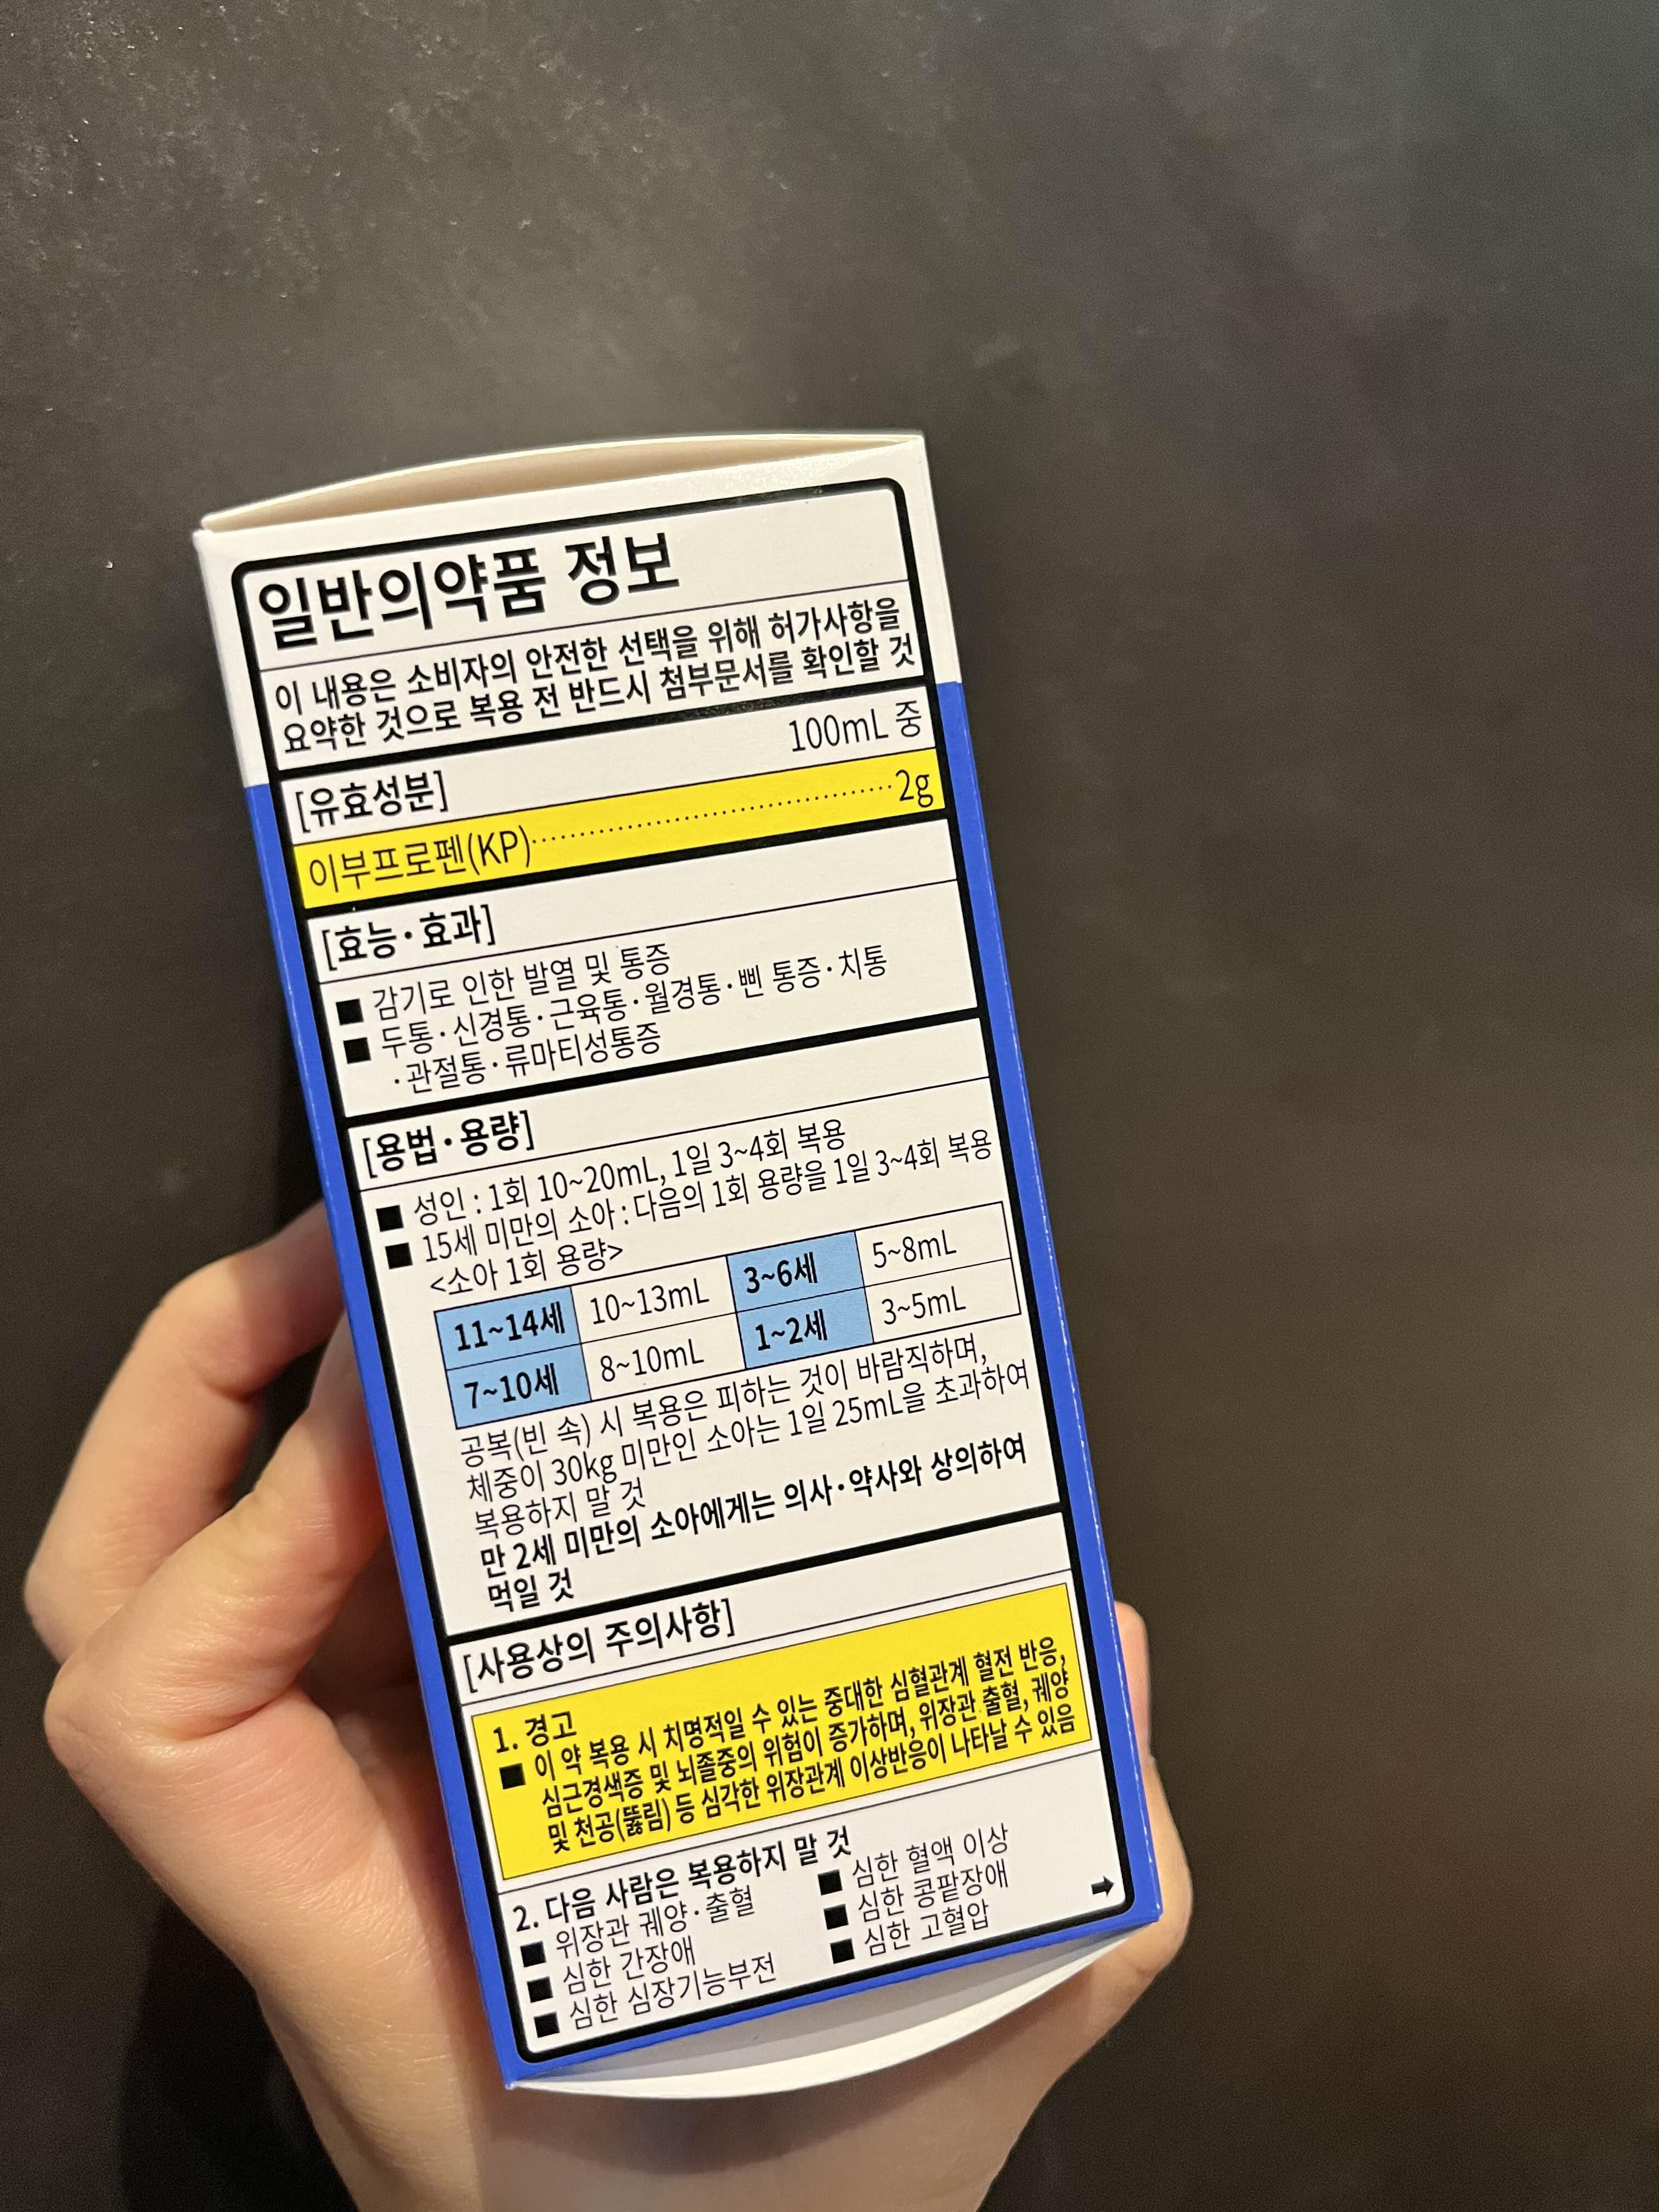 일반의약품 정보
이 내용은 소비자의 안전한 선택을 위해 허가사항을
요약한 것으로 복용 전 반드시 첨부문서를 확인할 것
[유효성분] 100mL 중
이부프로펜(KP)········································2g
[효능·효과]
■ 감기로 인한 발열 및 통증
■ 두통·신경통·근육통·월경통·삔 통증·치통
·관절통·류마티성통증
[용법·용량]
■ 성인 : 1회 10~20mL, 1일 3~4회 복용
■ 15세 미만의 소아 : 다음의 1회 용량을 1일 3~4회 복용
<소아 1회 용량>
11~14세 10~13mL 3~6세 5~8mL
7~10세 8~10mL 1~2세 3~5mL
공복(빈 속) 시 복용은 피하는 것이 바람직하며,
체중이 30kg 미만인 소아는 1일 25mL을 초과하여
복용하지 말 것
만 2세 미만의 소아에게는 의사·약사와 상의하여
먹일 것
[사용상의 주의사항]
1. 경고
■ 이 약 복용 시 치명적일 수 있는 중대한 심혈관계 혈전 반응,
심근경색증 및 뇌졸중의 위험이 증가하며, 위장관 출혈, 궤양
및 천공(뚫림) 등 심각한 위장관계 이상반응이 나타날 수 있음
2. 다음 사람은 복용하지 말 것
■ 위장관 궤양·출혈 ■ 심한 혈액 이상
■ 심한 간장애 ■ 심한 콩팥장애
■ 심한 심장기능부전 ■ 심한 고혈압